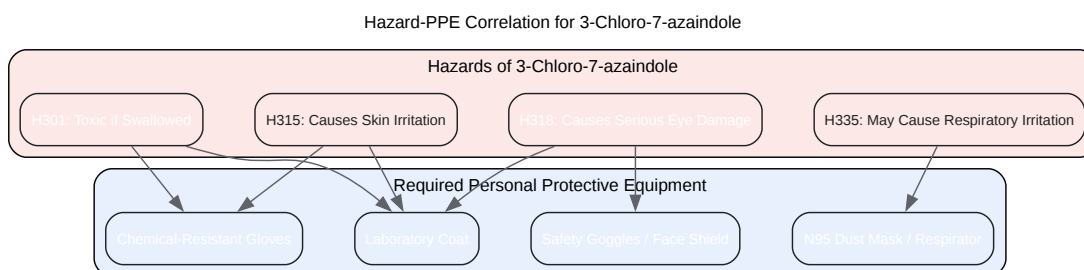 Hazard-PPE Correlation for 3-Chloro-7-azaindole
Hazards of 3-Chloro-7-azaindole
H301: Toxic if Swallowed
H315: Causes Skin Irritation
H318: Causes Serious Eye Damage
H335: May Cause Respiratory Irritation
Required Personal Protective Equipment
Chemical-Resistant Gloves
Laboratory Coat
Safety Goggles / Face Shield
N95 Dust Mask / Respirator